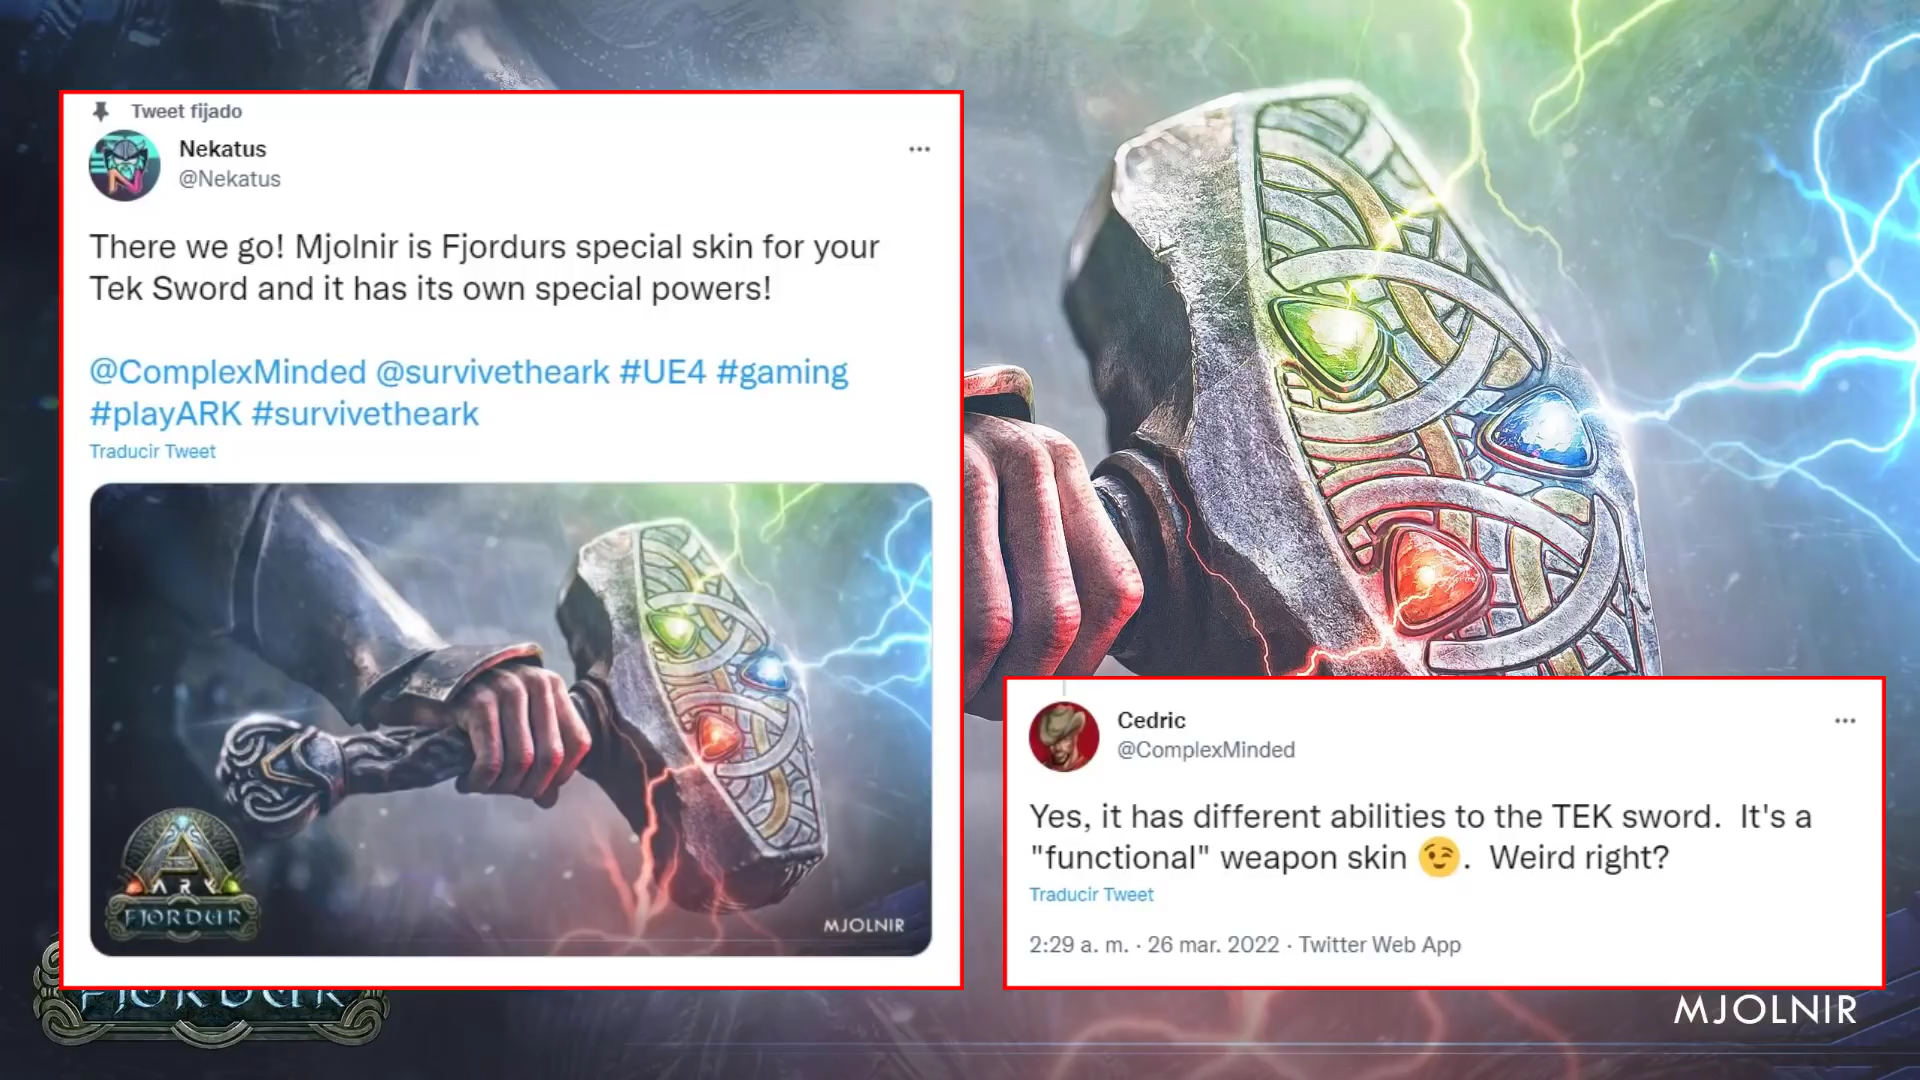 Tweet fijado
Nekatus
@Nekatus
There we go! Mjolnir is Fjordurs special skin for your
Tek Sword and it has its own special powers!
@ComplexMinded @survivetheark #UE4 #gaming
#playARK #survivetheark
Traducir Tweet
ARK
FJORDUR
MJOLNIR
Cedric
@ComplexMinded
Yes, it has different abilities to the TEK sword. It's a
"functional" weapon skin 😉. Weird right?
Traducir Tweet
2:29 a. m. · 26 mar. 2022 · Twitter Web App
FJORDUR
MJOLNIR